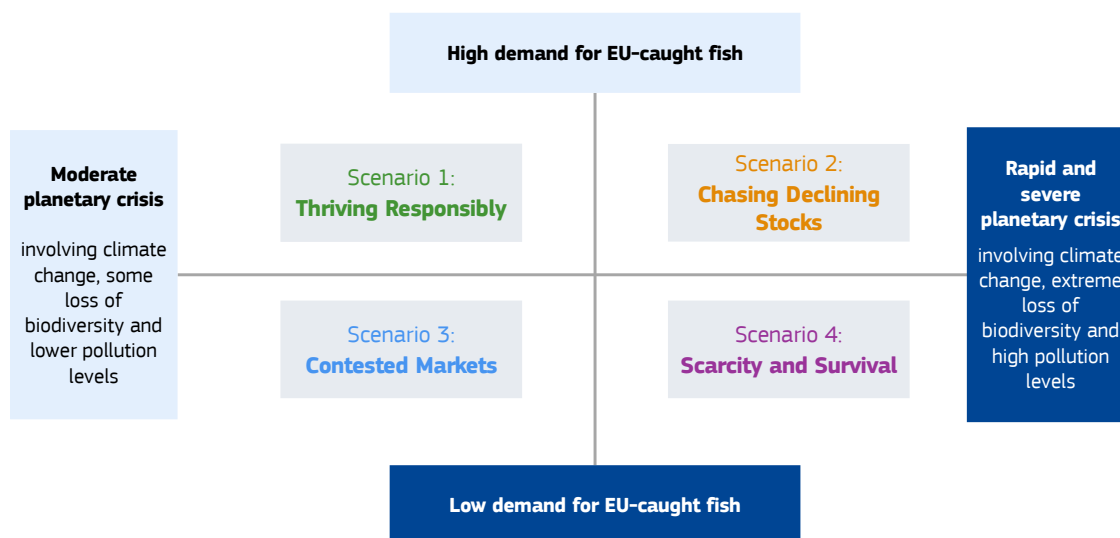 High demand for EU-caught fish
Moderate
planetary crisis
involving climate
change, some
loss of
biodiversity and
lower pollution
levels
Scenario 1:
Thriving Responsibly
Scenario 2:
Chasing Declining
Stocks
Rapid and
severe
planetary crisis
involving climate
change, extreme
loss of
biodiversity and
high pollution
levels
Scenario 3:
Contested Markets
Scenario 4:
Scarcity and Survival
Low demand for EU-caught fish